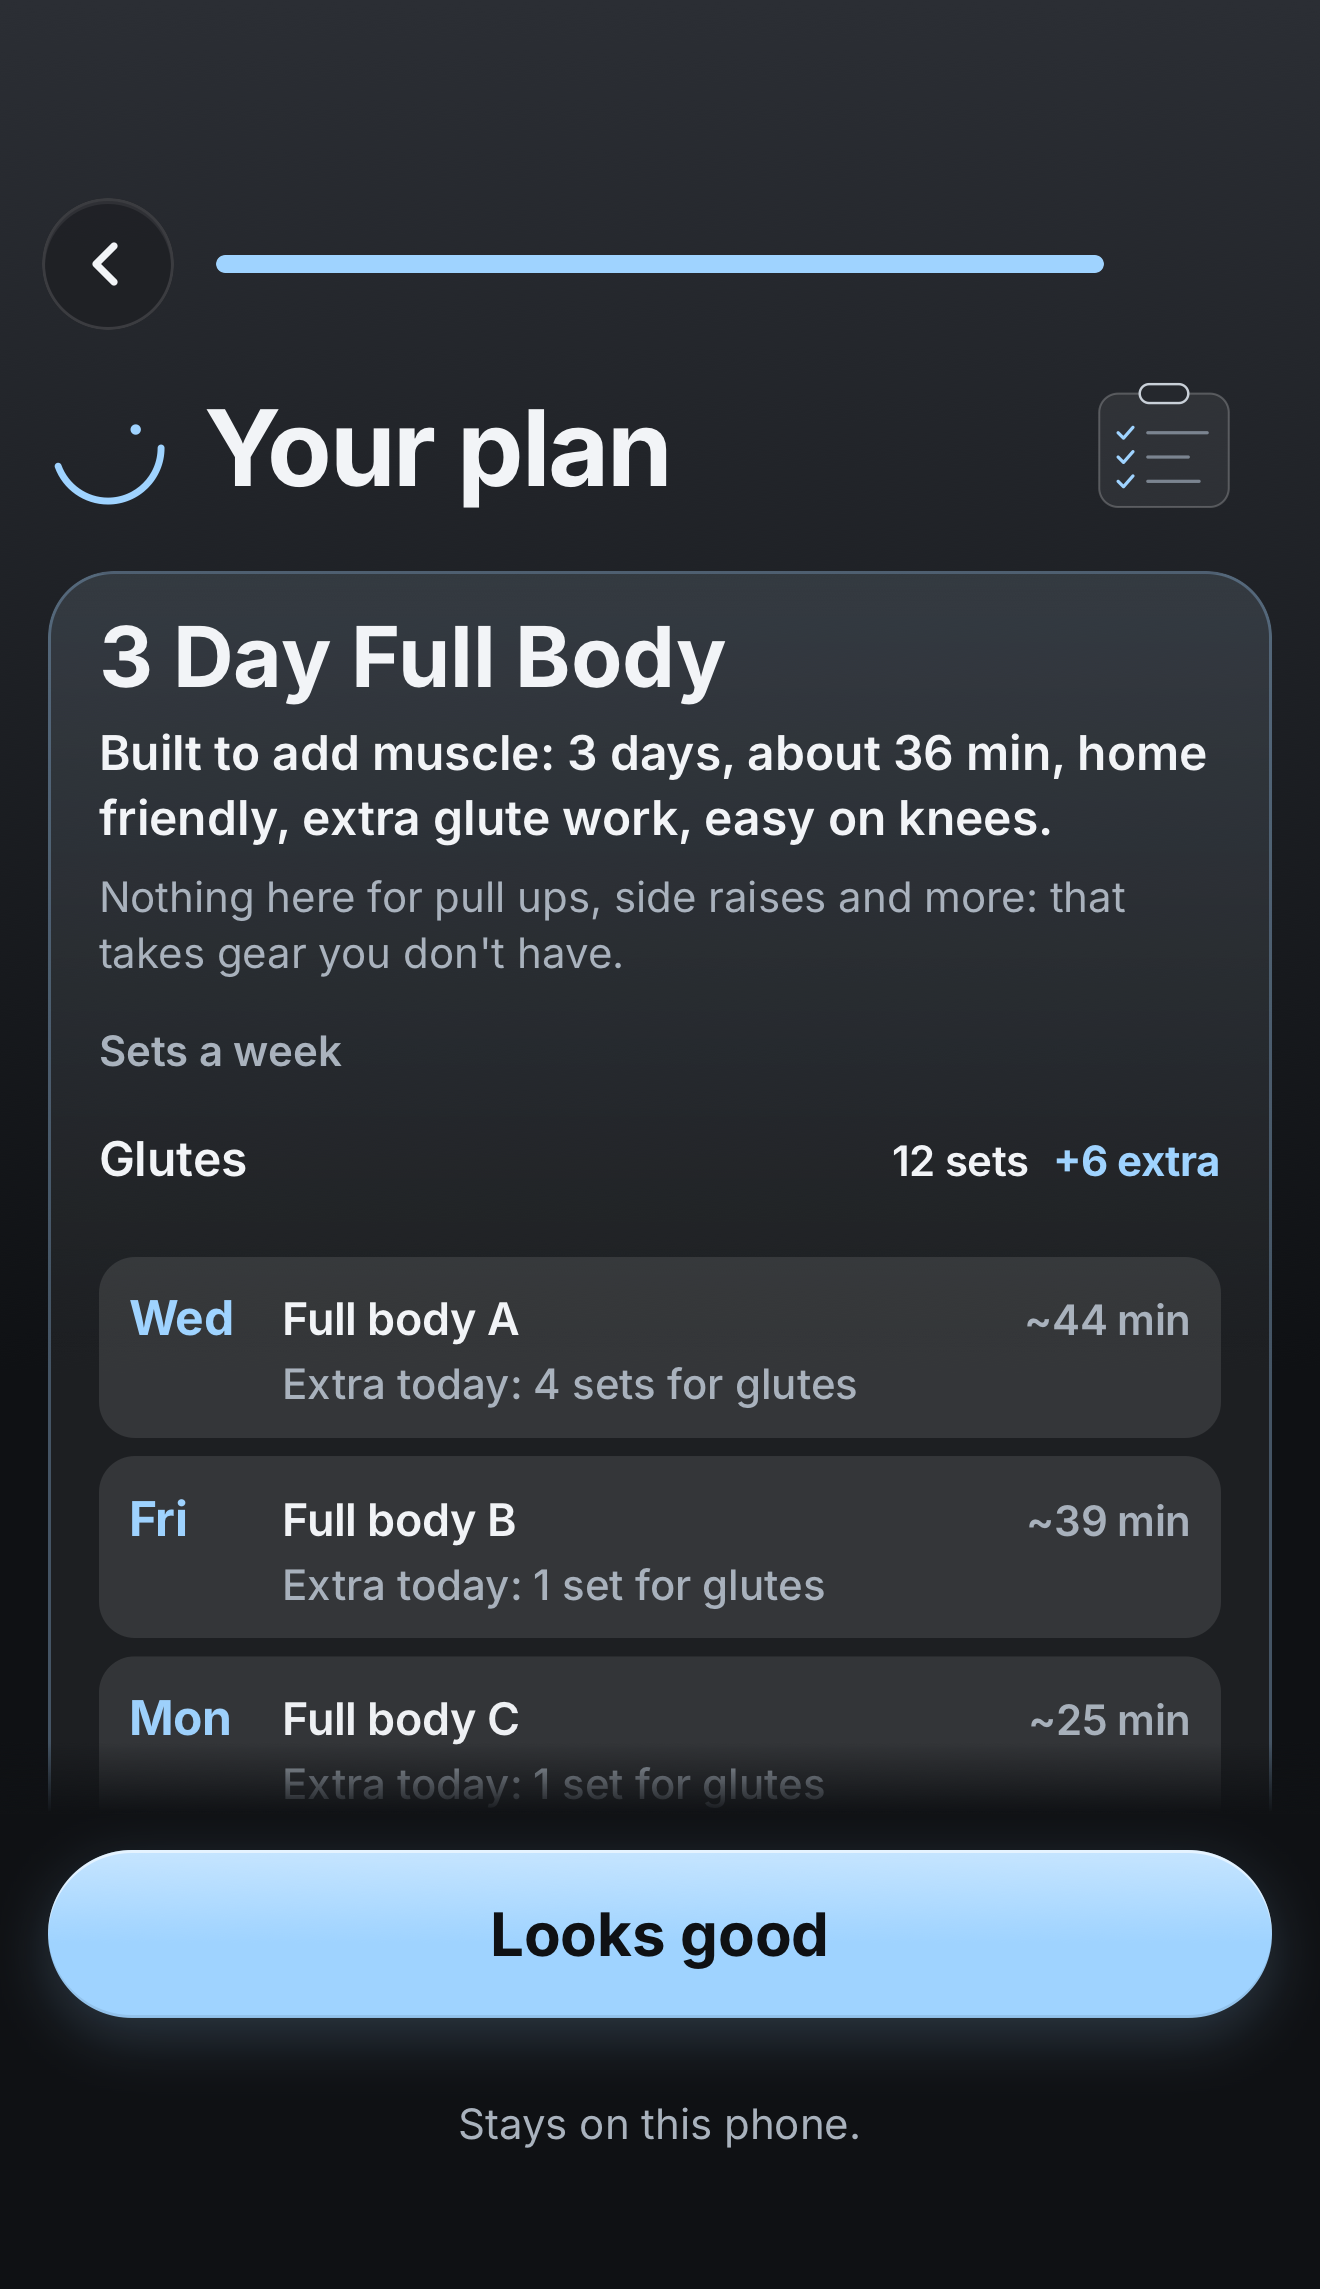 Your plan
3 Day Full Body
Built to add muscle: 3 days, about 36 min, home
friendly, extra glute work, easy on knees.
Nothing here for pull ups, side raises and more: that
takes gear you don't have.
Sets a week
Glutes 12 sets +6 extra
Wed Full body A ~44 min
Extra today: 4 sets for glutes
Fri Full body B ~39 min
Extra today: 1 set for glutes
Mon Full body C ~25 min
Extra today: 1 set for glutes
Looks good
Stays on this phone.